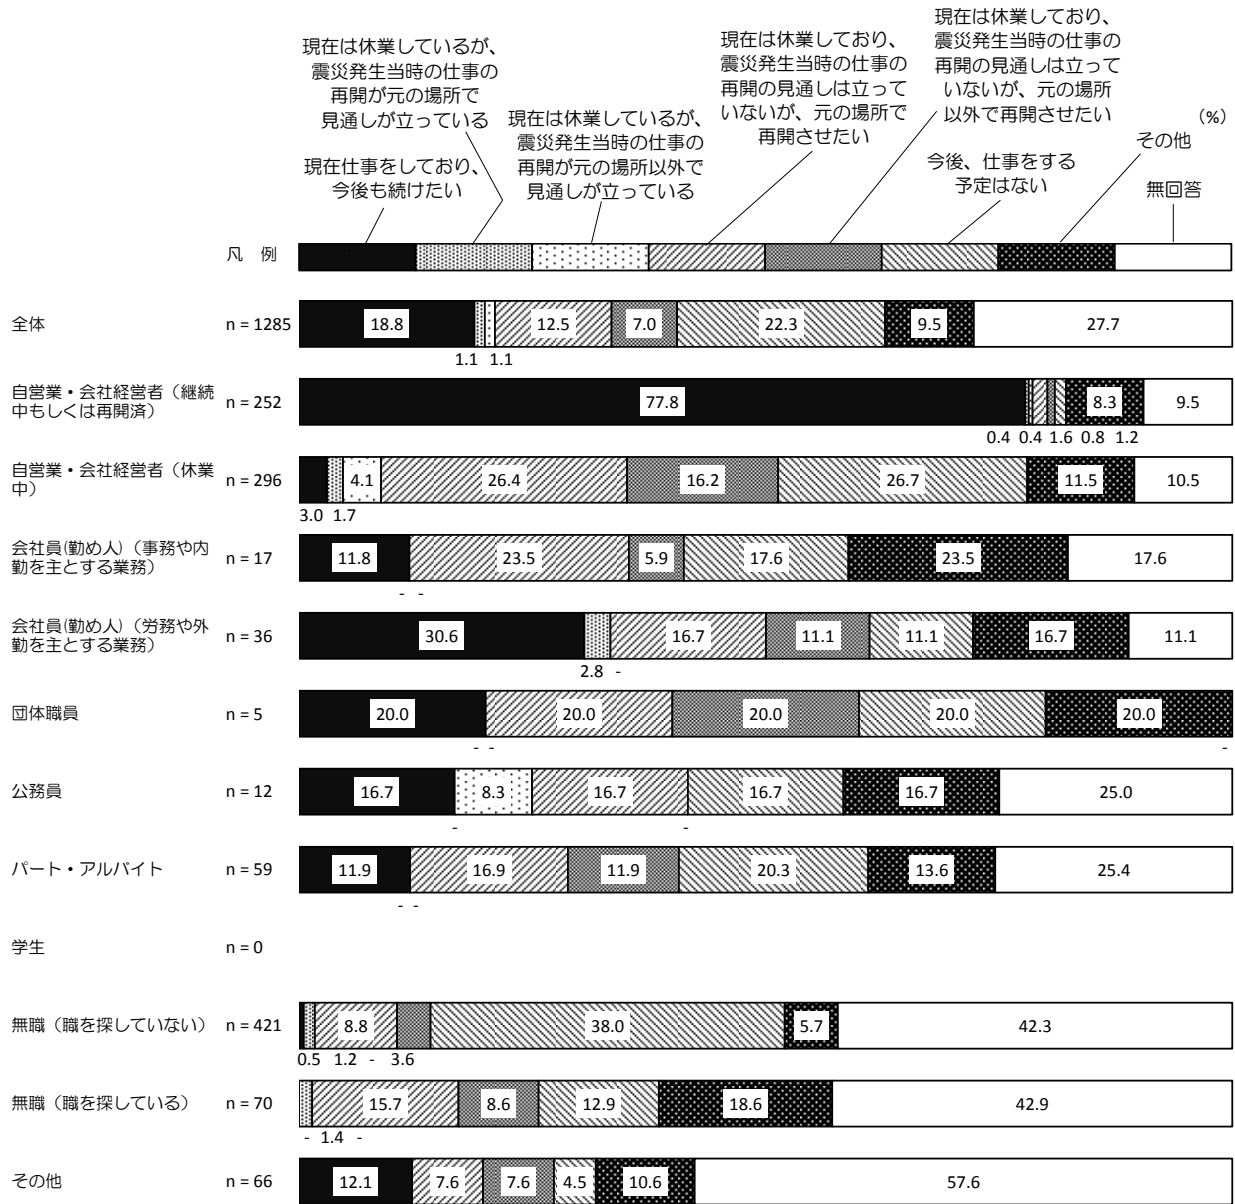 現在は休業しているが、
震災発生当時の仕事の
再開が元の場所で
見通しが立っている
現在仕事をしており、
今後も続けたい
現在は休業しているが、
震災発生当時の仕事の
再開が元の場所以外で
見通しが立っている
現在は休業しており、
震災発生当時の仕事の
再開の見通しは立って
いないが、元の場所で
再開させたい
現在は休業しており、
震災発生当時の仕事の
再開の見通しは立って
いないが、元の場所
以外で再開させたい
今後、仕事をする
予定はない
その他
(%)
無回答
凡 例
全体 n = 1285 18.8 12.5 7.0 22.3 9.5 27.7
1.1 1.1
自営業・会社経営者（継続
中もしくは再開済） n = 252 77.8 8.3 9.5
0.4 0.4 1.6 0.8 1.2
自営業・会社経営者（休業
中） n = 296 4.1 26.4 16.2 26.7 11.5 10.5
3.0 1.7
会社員(勤め人)（事務や内
勤を主とする業務） n = 17 11.8 23.5 5.9 17.6 23.5 17.6
- -
会社員(勤め人)（労務や外
勤を主とする業務） n = 36 30.6 16.7 11.1 11.1 16.7 11.1
2.8 -
団体職員 n = 5 20.0 20.0 20.0 20.0 20.0
- - -
公務員 n = 12 16.7 8.3 16.7 16.7 16.7 25.0
- -
パート・アルバイト n = 59 11.9 16.9 11.9 20.3 13.6 25.4
- -
学生 n = 0
無職（職を探していない） n = 421 8.8 38.0 5.7 42.3
0.5 1.2 - 3.6
無職（職を探している） n = 70 15.7 8.6 12.9 18.6 42.9
- 1.4 -
その他 n = 66 12.1 7.6 7.6 4.5 10.6 57.6